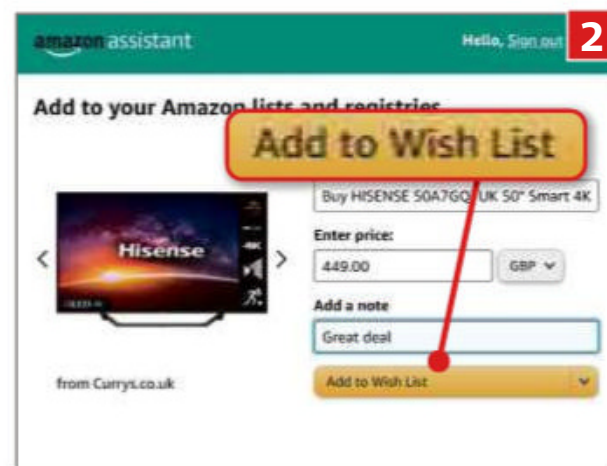 amazon assistant
Hello, Sign out
2
Add to your Amazon lists and registries
Add to Wish List
Buy HISENSE 50A7GQ UK 50" Smart 4K
Hisense
4K
Enter price:
449.00
GBP
Add a note
Great deal
from Currys.co.uk
Add to Wish List